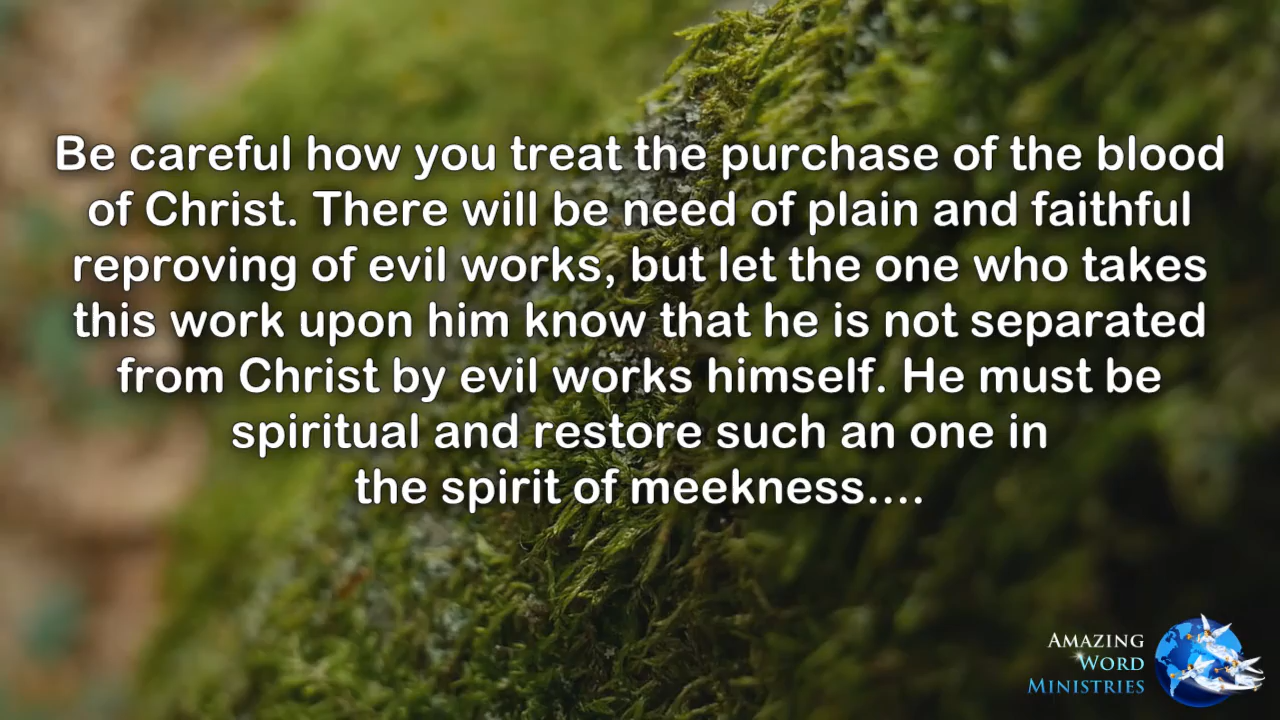 Be careful how you treat the purchase of the blood
of Christ. There will be need of plain and faithful
reproving of evil works, but let the one who takes
this work upon him know that he is not separated
from Christ by evil works himself. He must be
spiritual and restore such an one in
the spirit of meekness....
AMAZING
WORD
MINISTRIES